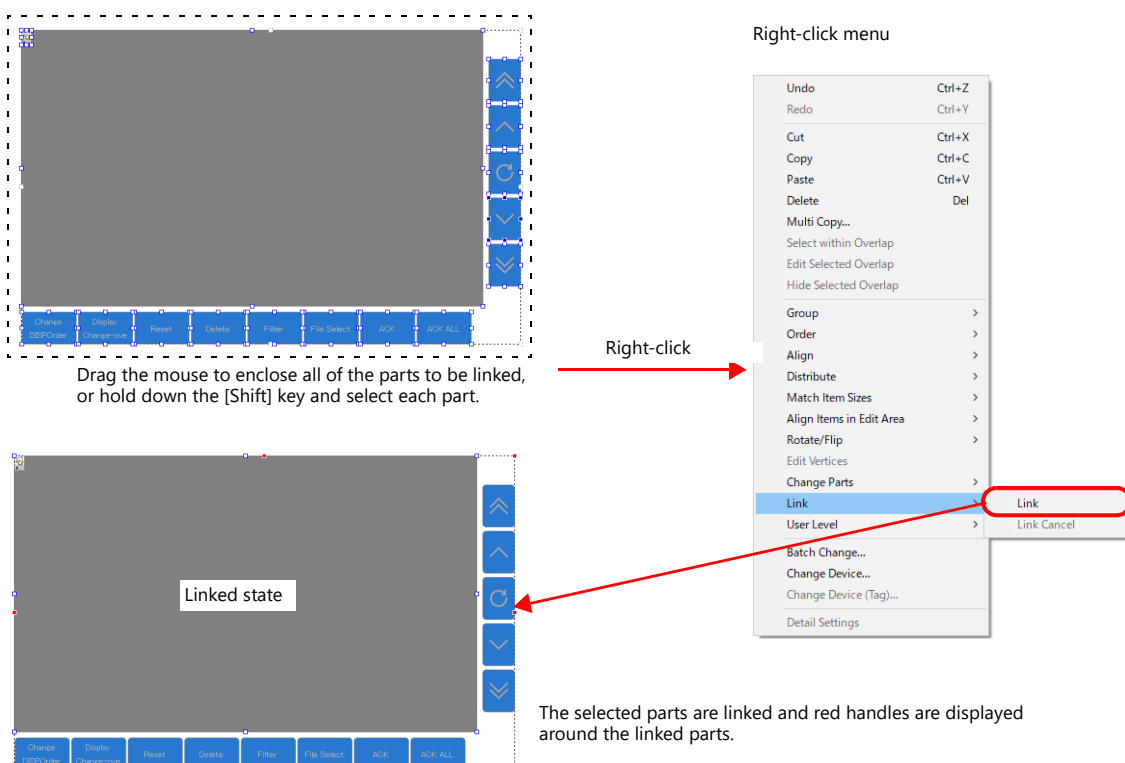 Right-click menu
Undo Ctrl+Z
Redo Ctrl+Y
Cut Ctrl+X
Copy Ctrl+C
Paste Ctrl+V
Delete Del
Multi Copy...
Select within Overlap
Edit Selected Overlap
Hide Selected Overlap
Group
Order
Align
Distribute
Match Item Sizes
Align Items in Edit Area
Rotate/Flip
Edit Vertices
Change Parts
Link
User Level
Batch Change...
Change Device...
Change Device (Tag)...
Detail Settings
Link
Link Cancel
Change
DISPOrder
Display
Change-ove
Reset
Delete
Filter
File Select
ACK
ACK ALL
Right-click
Drag the mouse to enclose all of the parts to be linked,
or hold down the [Shift] key and select each part.
Linked state
Change
DISPOrder
Display
Change-ove
Reset
Delete
Filter
File Select
ACK
ACK ALL
The selected parts are linked and red handles are displayed
around the linked parts.